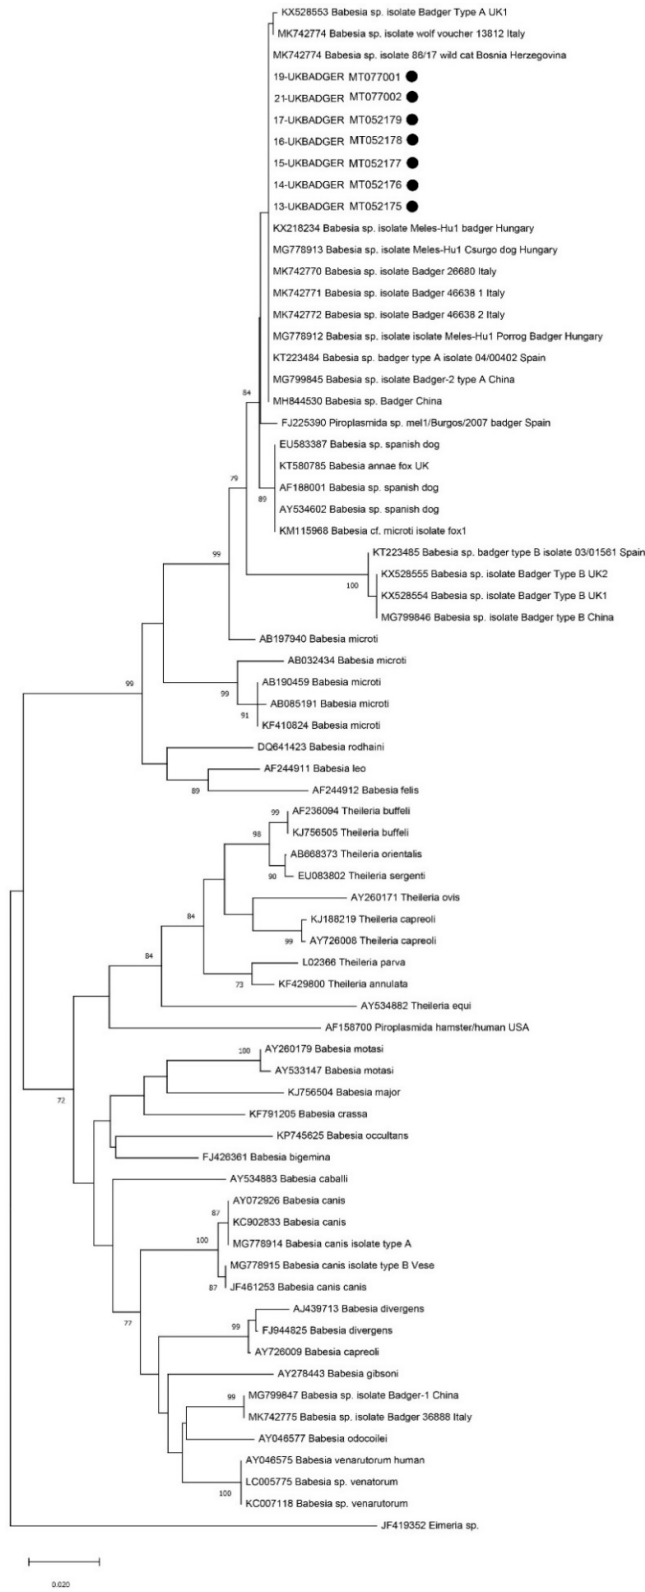 KX528553 Babesia sp. isolate Badger Type A UK1
MK742774 Babesia sp. isolate wolf voucher 13812 Italy
MK742774 Babesia sp. isolate 86/17 wild cat Bosnia Herzegovina
19-UKBADGER MT077001
21-UKBADGER MT077002
17-UKBADGER MT052179
16-UKBADGER MT052178
15-UKBADGER MT052177
14-UKBADGER MT052176
13-UKBADGER MT052175
KX218234 Babesia sp. isolate Meles-Hu1 badger Hungary
MG778913 Babesia sp. isolate Meles-Hu1 Csurgo dog Hungary
MK742770 Babesia sp. isolate Badger 26680 Italy
MK742771 Babesia sp. isolate Badger 46638 1 Italy
MK742772 Babesia sp. isolate Badger 46638 2 Italy
MG778912 Babesia sp. isolate isolate Meles-Hu1 Porrog Badger Hungary
KT223484 Babesia sp. badger type A isolate 04/00402 Spain
MG799845 Babesia sp. isolate Badger-2 type A China
84
MH844530 Babesia sp. Badger China
FJ225390 Piroplasmida sp. mel1/Burgos/2007 badger Spain
EU583387 Babesia sp. spanish dog
KT580785 Babesia annae fox UK
79
AF188001 Babesia sp. spanish dog
89
AY534602 Babesia sp. spanish dog
KM115968 Babesia cf. microti isolate fox1
99
KT223485 Babesia sp. badger type B isolate 03/01561 Spain
KX528555 Babesia sp. isolate Badger Type B UK2
100
KX528554 Babesia sp. isolate Badger Type B UK1
MG799846 Babesia sp. isolate Badger type B China
AB197940 Babesia microti
AB032434 Babesia microti
99
AB190459 Babesia microti
99
AB085191 Babesia microti
91
KF410824 Babesia microti
DQ641423 Babesia rodhaini
AF244911 Babesia leo
89
AF244912 Babesia felis
99
AF236094 Theileria buffeli
98
KJ756505 Theileria buffeli
AB668373 Theileria orientalis
90
EU083802 Theileria sergenti
AY260171 Theileria ovis
84
KJ188219 Theileria capreoli
99
AY726008 Theileria capreoli
84
L02366 Theileria parva
73
KF429800 Theileria annulata
AY534882 Theileria equi
AF158700 Piroplasmida hamster/human USA
100
AY260179 Babesia motasi
AY533147 Babesia motasi
72
KJ756504 Babesia major
KF791205 Babesia crassa
KP745625 Babesia occultans
FJ426361 Babesia bigemina
AY534883 Babesia caballi
87
AY072926 Babesia canis
KC902833 Babesia canis
100
MG778914 Babesia canis isolate type A
MG778915 Babesia canis isolate type B Vese
87
JF461253 Babesia canis canis
77
AJ439713 Babesia divergens
99
FJ944825 Babesia divergens
AY726009 Babesia capreoli
AY278443 Babesia gibsoni
99
MG799847 Babesia sp. isolate Badger-1 China
MK742775 Babesia sp. isolate Badger 36888 Italy
AY046577 Babesia odocoilei
AY046575 Babesia venarutorum human
LC005775 Babesia sp. venatorum
100
KC007118 Babesia sp. venarutorum
JF419352 Eimeria sp.
0.020